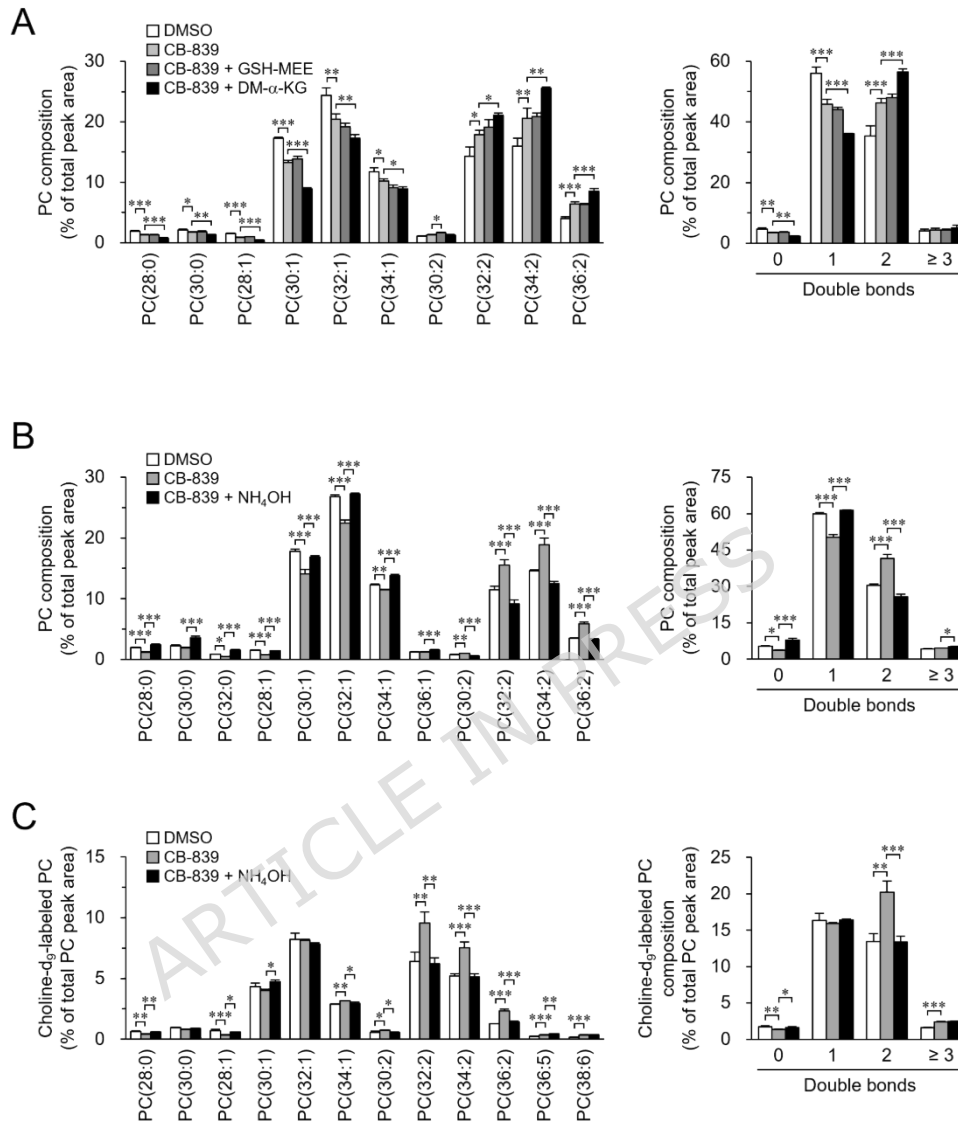 A
DMSO
CB-839
CB-839 + GSH-MEE
CB-839 + DM-α-KG
PC composition
(% of total peak area)
30
20
10
0
*** *** * ** *** *** *** *** ** ** * * * * * ** ** *** ***
PC(28:0) PC(30:0) PC(28:1) PC(30:1) PC(32:1) PC(34:1) PC(30:2) PC(32:2) PC(34:2) PC(36:2)
PC composition
(% of total peak area)
60
40
20
0
** ** *** *** *** ***
0 1 2 ≥ 3
Double bonds
B
DMSO
CB-839
CB-839 + NH₄OH
PC composition
(% of total peak area)
30
20
10
0
*** *** *** * *** *** *** *** *** *** *** ** *** *** ** *** *** *** *** *** ***
PC(28:0) PC(30:0) PC(32:0) PC(28:1) PC(30:1) PC(32:1) PC(34:1) PC(36:1) PC(30:2) PC(32:2) PC(34:2) PC(36:2)
PC composition
(% of total peak area)
75
60
45
30
15
0
* *** *** *** *** *** *
0 1 2 ≥ 3
Double bonds
C
DMSO
CB-839
CB-839 + NH₄OH
Choline-d₉-labeled PC
(% of total PC peak area)
15
10
5
0
** ** *** * * ** * * * ** ** *** *** *** *** *** ** ***
PC(28:0) PC(30:0) PC(28:1) PC(30:1) PC(32:1) PC(34:1) PC(30:2) PC(32:2) PC(34:2) PC(36:2) PC(36:5) PC(38:6)
Choline-d₉-labeled PC
composition
(% of total PC peak area)
25
20
15
10
5
0
** * ** *** ***
0 1 2 ≥ 3
Double bonds
ARTICLE IN PRESS